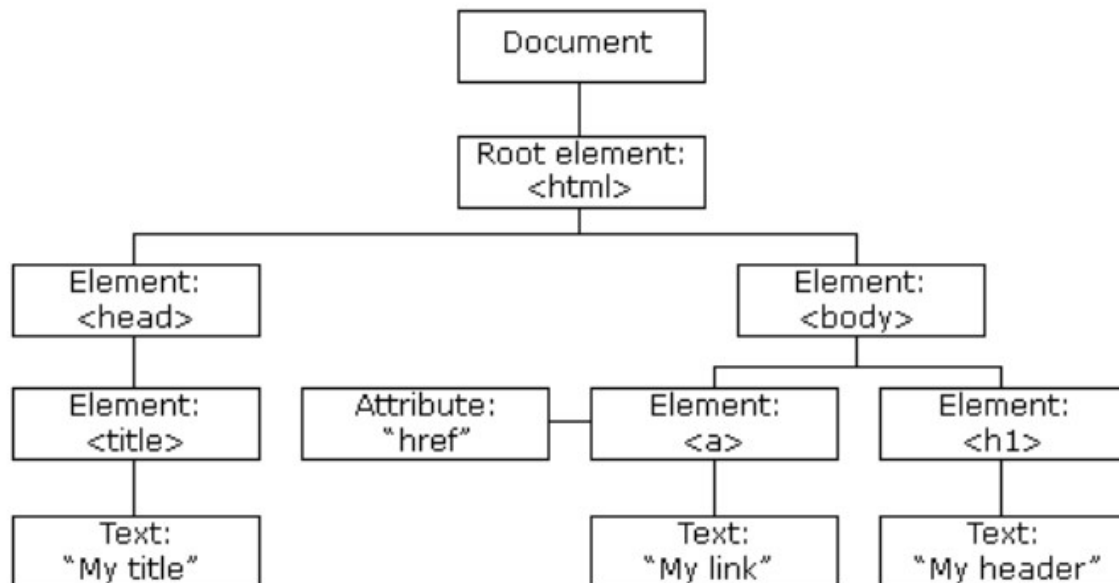 Document
Root element:
<html>
Element:
<head>
Element:
<body>
Element:
<title>
Attribute:
“href”
Element:
<a>
Element:
<h1>
Text:
“My title”
Text:
“My link”
Text:
“My header”